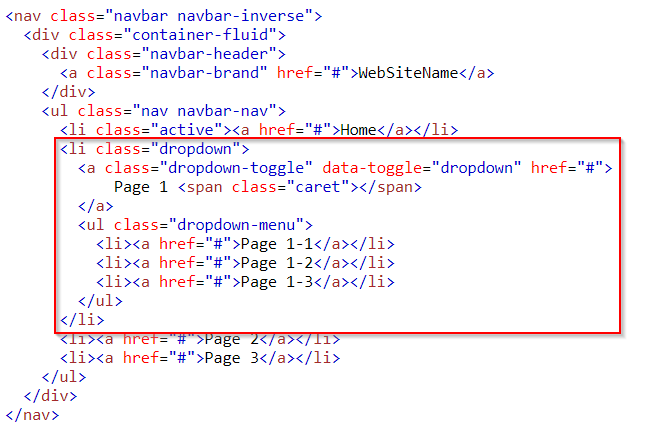 <nav class="navbar navbar-inverse">
  <div class="container-fluid">
    <div class="navbar-header">
      <a class="navbar-brand" href="#">WebSiteName</a>
    </div>
    <ul class="nav navbar-nav">
      <li class="active"><a href="#">Home</a></li>
      <li class="dropdown">
        <a class="dropdown-toggle" data-toggle="dropdown" href="#">
            Page 1 <span class="caret"></span>
        </a>
        <ul class="dropdown-menu">
          <li><a href="#">Page 1-1</a></li>
          <li><a href="#">Page 1-2</a></li>
          <li><a href="#">Page 1-3</a></li>
        </ul>
      </li>
      <li><a href="#">Page 2</a></li>
      <li><a href="#">Page 3</a></li>
    </ul>
  </div>
</nav>